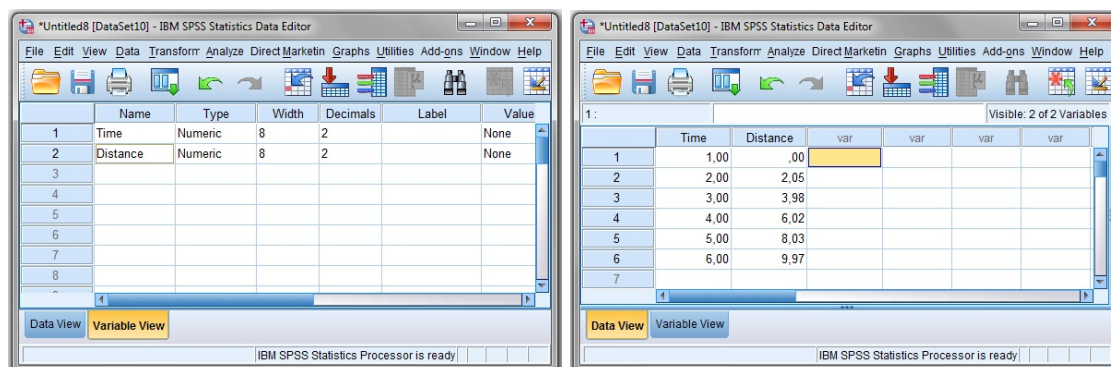 *Untitled8 [DataSet10] - IBM SPSS Statistics Data Editor
File Edit View Data Transform Analyze Direct Marketin Graphs Utilities Add-ons Window Help
Name Type Width Decimals Label Value
1 Time Numeric 8 2 None
2 Distance Numeric 8 2 None
3
4
5
6
7
8
Data View Variable View
IBM SPSS Statistics Processor is ready
*Untitled8 [DataSet10] - IBM SPSS Statistics Data Editor
File Edit View Data Transform Analyze Direct Marketin Graphs Utilities Add-ons Window Help
1 : Visible: 2 of 2 Variables
Time Distance var var var var
1 1,00 ,00
2 2,00 2,05
3 3,00 3,98
4 4,00 6,02
5 5,00 8,03
6 6,00 9,97
7
Data View Variable View
IBM SPSS Statistics Processor is ready